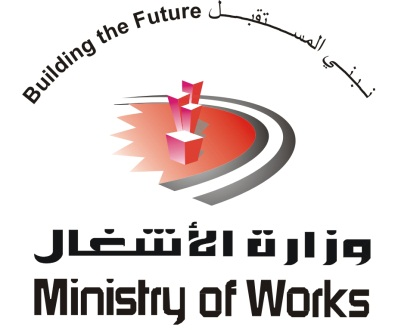 Building the Future نبني المستقبل
وزارة الأشغال
Ministry of Works